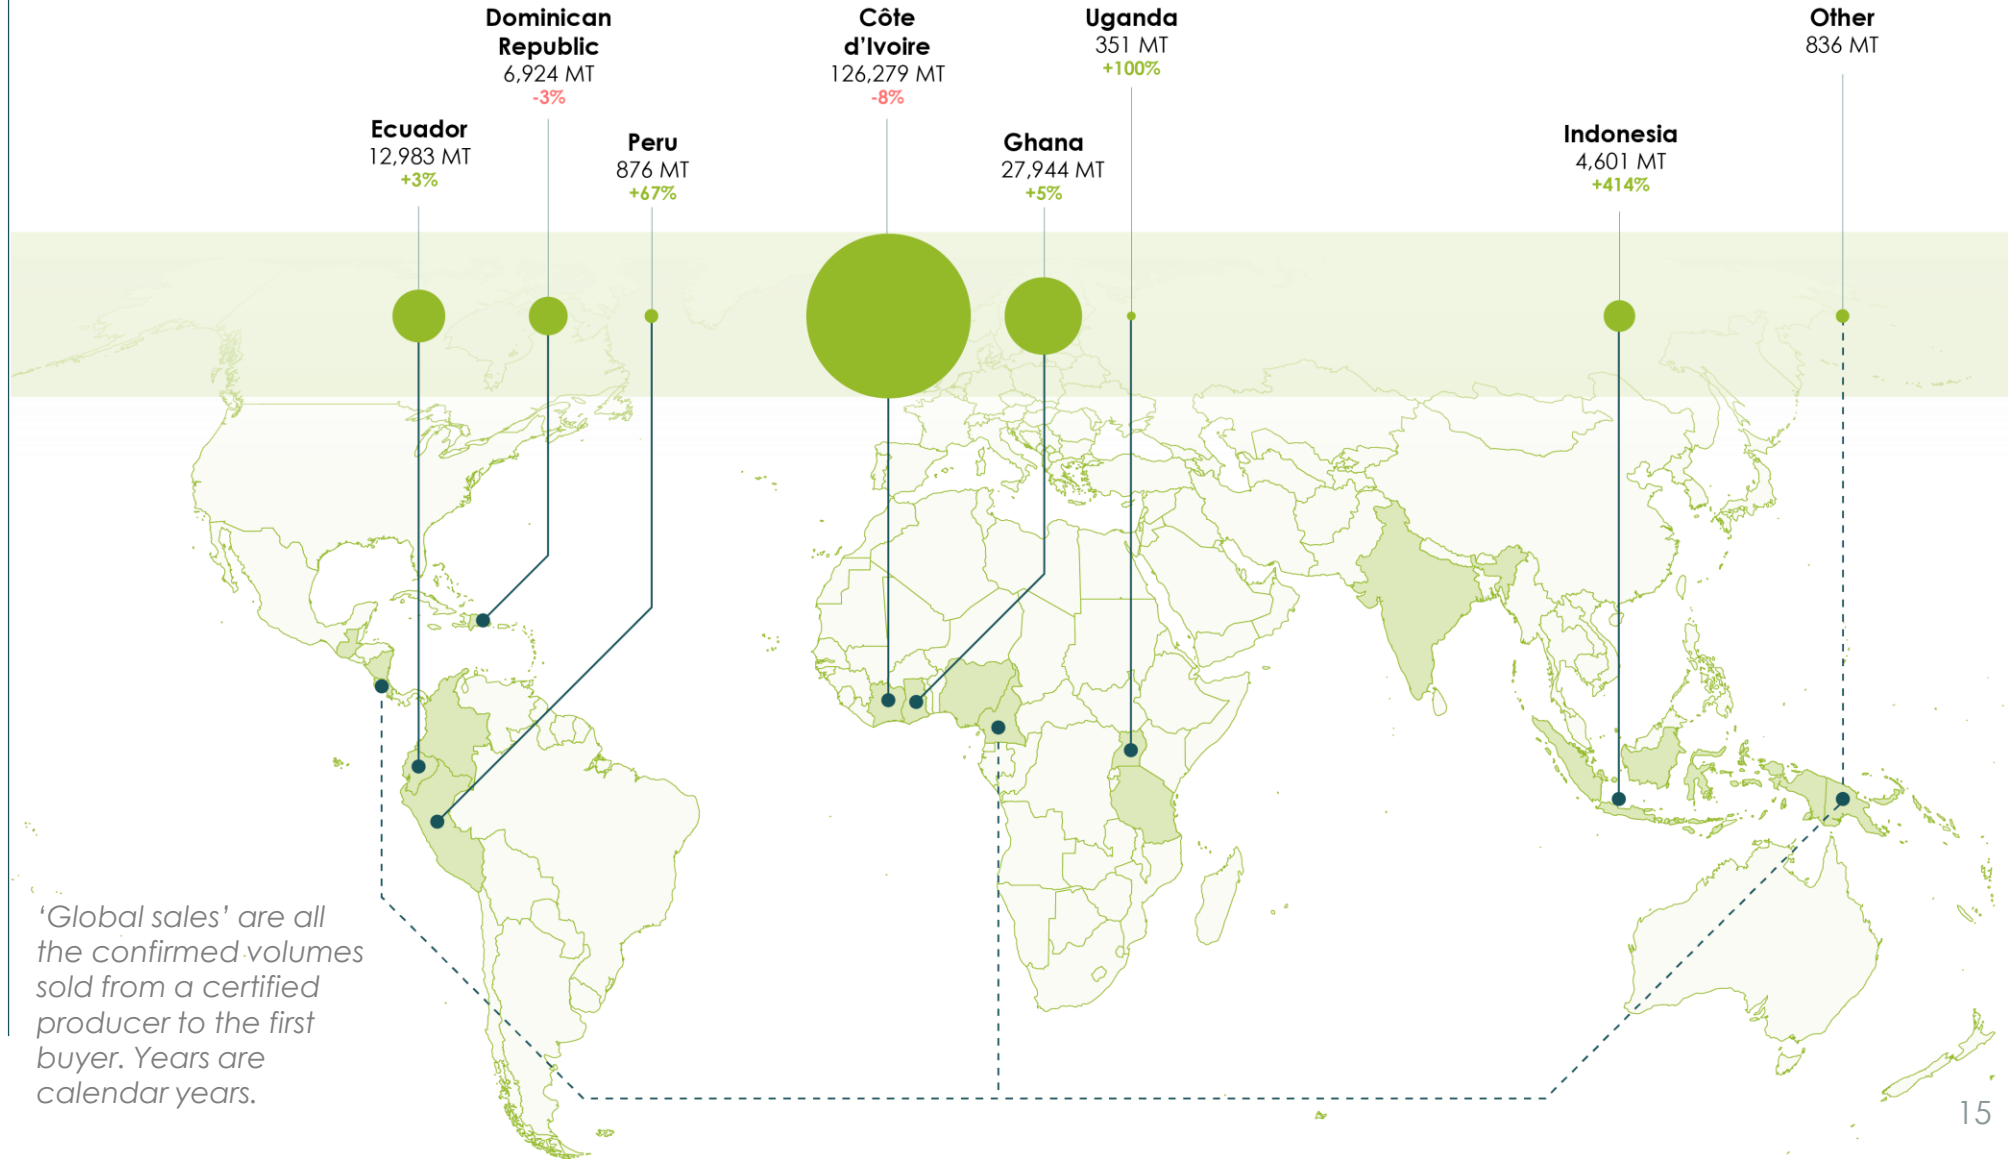 Dominican
Republic
6,924 MT
-3%
Côte
d'Ivoire
126,279 MT
-8%
Uganda
351 MT
+100%
Other
836 MT
Ecuador
12,983 MT
+3%
Peru
876 MT
+67%
Ghana
27,944 MT
+5%
Indonesia
4,601 MT
+414%
‘Global sales’ are all
the confirmed volumes
sold from a certified
producer to the first
buyer. Years are
calendar years.
15